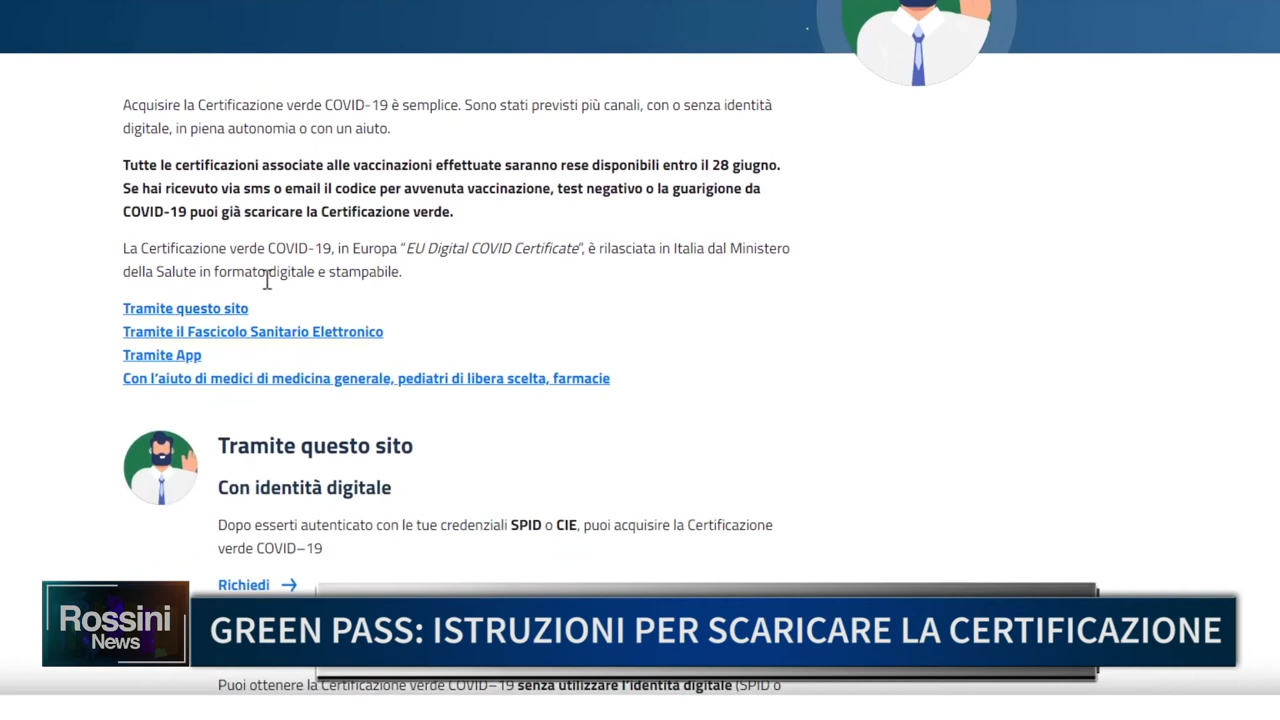 Acquisire la Certificazione verde COVID-19 è semplice. Sono stati previsti più canali, con o senza identità
digitale, in piena autonomia o con un aiuto.
Tutte le certificazioni associate alle vaccinazioni effettuate saranno rese disponibili entro il 28 giugno.
Se hai ricevuto via sms o email il codice per avvenuta vaccinazione, test negativo o la guarigione da
COVID-19 puoi già scaricare la Certificazione verde.
La Certificazione verde COVID-19, in Europa “EU Digital COVID Certificate”, è rilasciata in Italia dal Ministero
della Salute in formato digitale e stampabile.
Tramite questo sito
Tramite il Fascicolo Sanitario Elettronico
Tramite App
Con l’aiuto di medici di medicina generale, pediatri di libera scelta, farmacie
Tramite questo sito
Con identità digitale
Dopo esserti autenticato con le tue credenziali SPID o CIE, puoi acquisire la Certificazione
verde COVID–19
Richiedi →
Rossini
News
GREEN PASS: ISTRUZIONI PER SCARICARE LA CERTIFICAZIONE
Puoi ottenere la Certificazione verde COVID–19 senza utilizzare l’identità digitale (SPID o